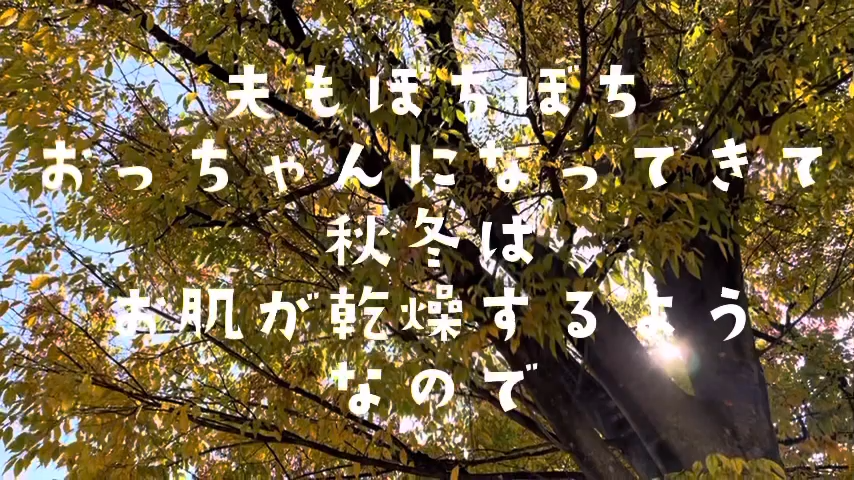 夫もぼちぼち
おっちゃんになってきて
秋冬は
お肌が乾燥するよう
なので